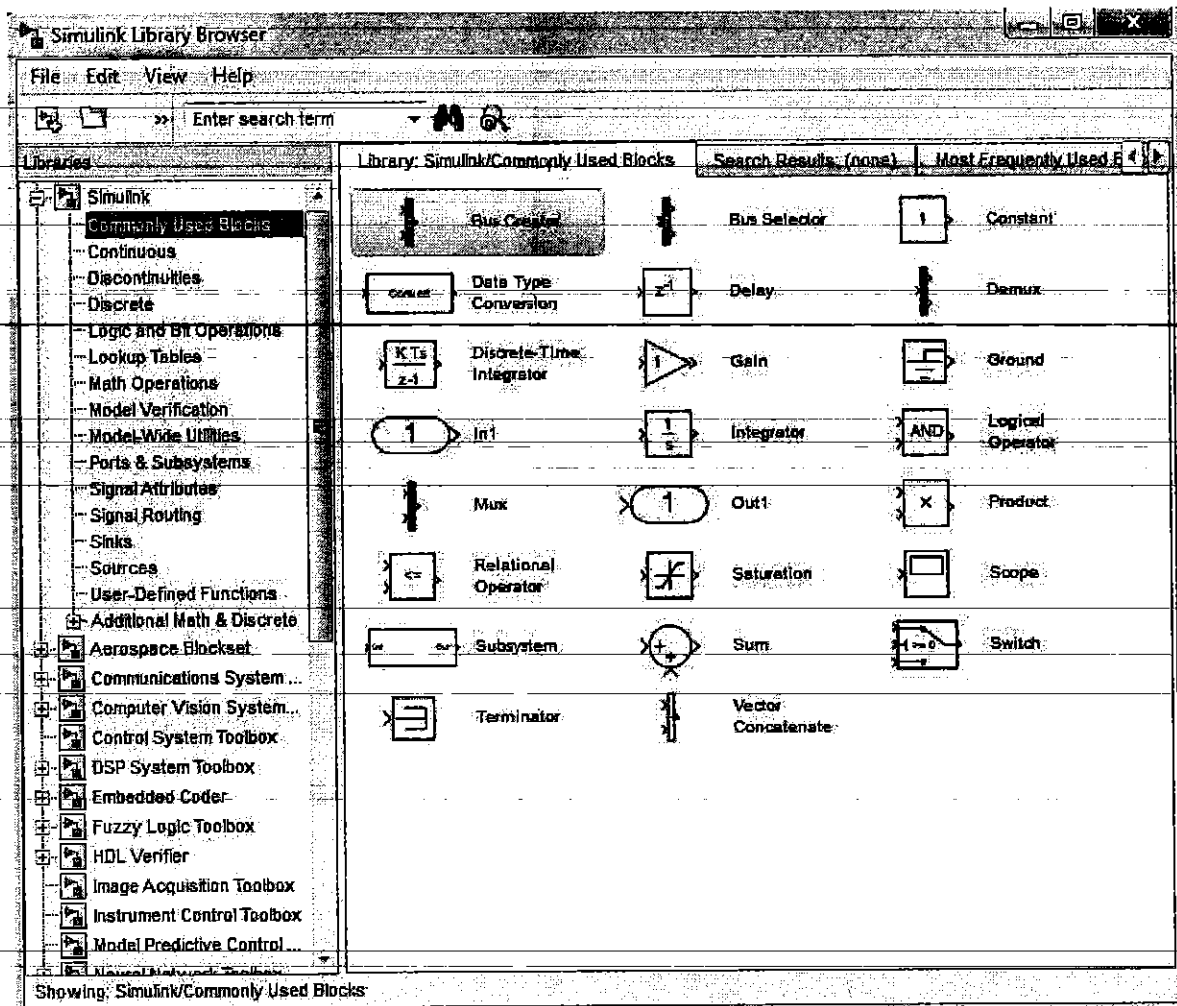 Simulink Library Browser
File Edit View Help
» Enter search term
Libraries
Simulink
Commonly Used Blocks
Continuous
Discontinuities
Discrete
Logic and Bit Operations
Lookup Tables
Math Operations
Model Verification
Model-Wide Utilities
Ports & Subsystems
Signal Attributes
Signal Routing
Sinks
Sources
User-Defined Functions
Additional Math & Discrete
Aerospace Blockset
Communications System ...
Computer Vision System...
Control System Toolbox
DSP System Toolbox
Embedded Coder
Fuzzy Logic Toolbox
HDL Verifier
Image Acquisition Toolbox
Instrument Control Toolbox
Model Predictive Control ...
Neural Network Toolbox
Library: Simulink/Commonly Used Blocks
Search Results: (none)
Most Frequently Used B
Bus Creator
Bus Selector
1
Constant
Convert
Data Type
Conversion
Delay
Demux
K Ts
z-1
Discrete-Time
Integrator
1
Gain
Ground
1
In1
1
s
Integrator
AND
Logical
Operator
Mux
1
Out1
×
Product
<=
Relational
Operator
Saturation
Scope
Subsystem
+
+
Sum
Switch
Terminator
Vector
Concatenate
Showing: Simulink/Commonly Used Blocks